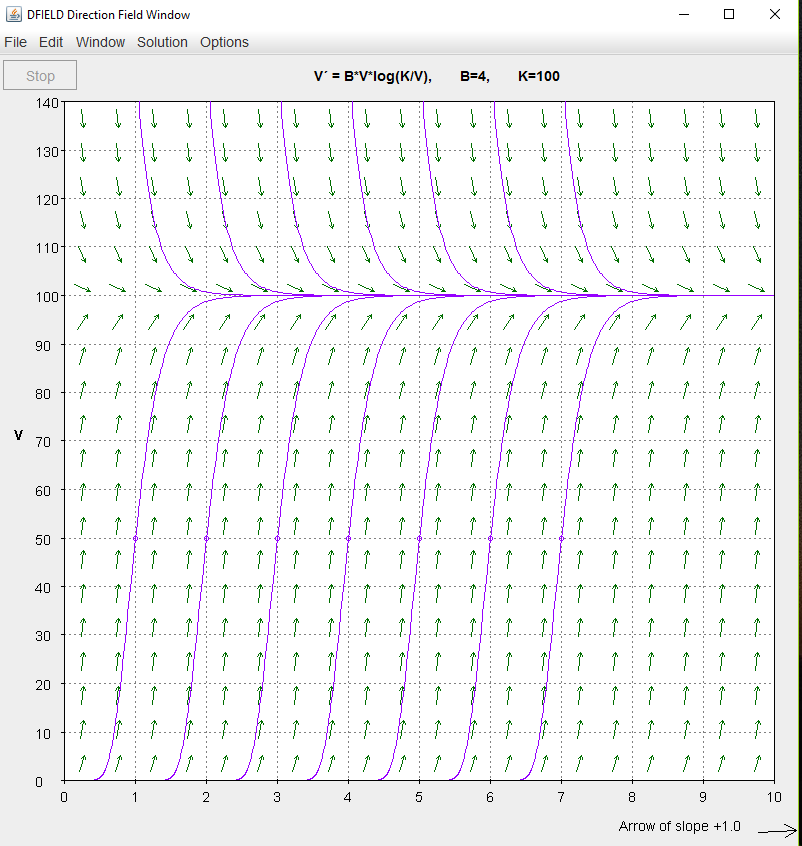 DFIELD Direction Field Window
File Edit Window Solution Options
Stop
V´ = B*V*log(K/V), B=4, K=100
140
130
120
110
100
90
80
V
70
60
50
40
30
20
10
0
0 1 2 3 4 5 6 7 8 9 10
Arrow of slope +1.0